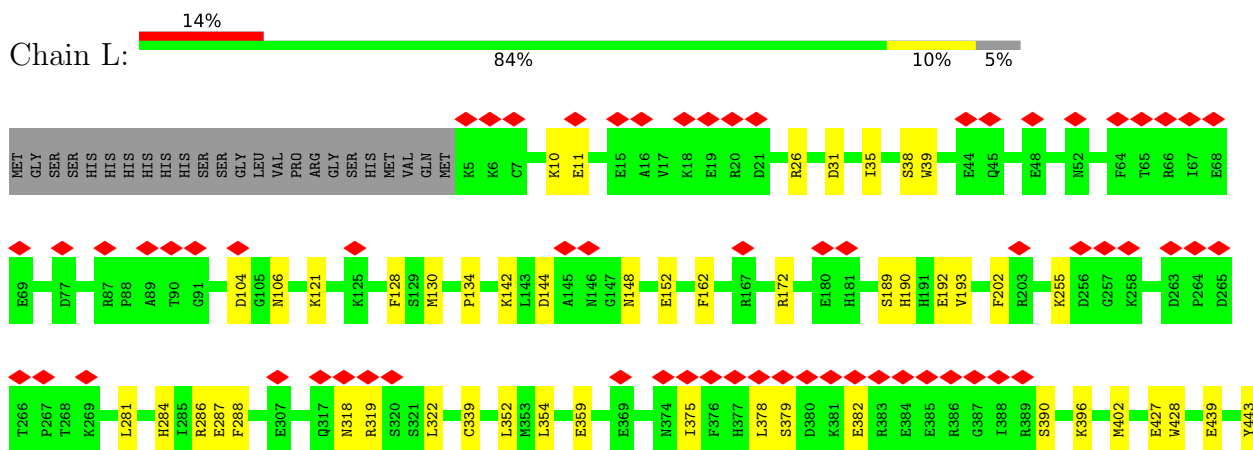 14%
Chain L:
84% 10% 5%
MET GLY SER SER HIS HIS HIS HIS HIS HIS HIS HIS SER SER GLY LEU VAL PRO ARG GLY SER HIS MET VAL GLN MET K5 K6 C7 K10 E11 E15 A16 V17 K18 E19 R20 D21 R26 D31 I35 S38 W39 E44 Q45 E48 N52 F64 T65 R66 I67 E68
E69 D77 R87 P88 A89 T90 G91 D104 G105 N106 K121 K125 F128 S129 M130 P134 K142 L143 D144 A145 N146 G147 N148 E152 F162 R167 R172 E180 H181 S189 H190 H191 E192 V193 F202 R203 K255 D256 G257 K258 D263 P264 D265
T266 P267 T268 K269 L281 H284 I285 R286 E287 F288 E307 Q317 N318 R319 S320 S321 L322 C339 L352 M353 L354 E359 E369 N374 I375 F376 H377 L378 S379 D380 K381 E382 R383 E384 E385 R386 G387 I388 R389 S390 K396 M402 E427 W428 E439 Y443